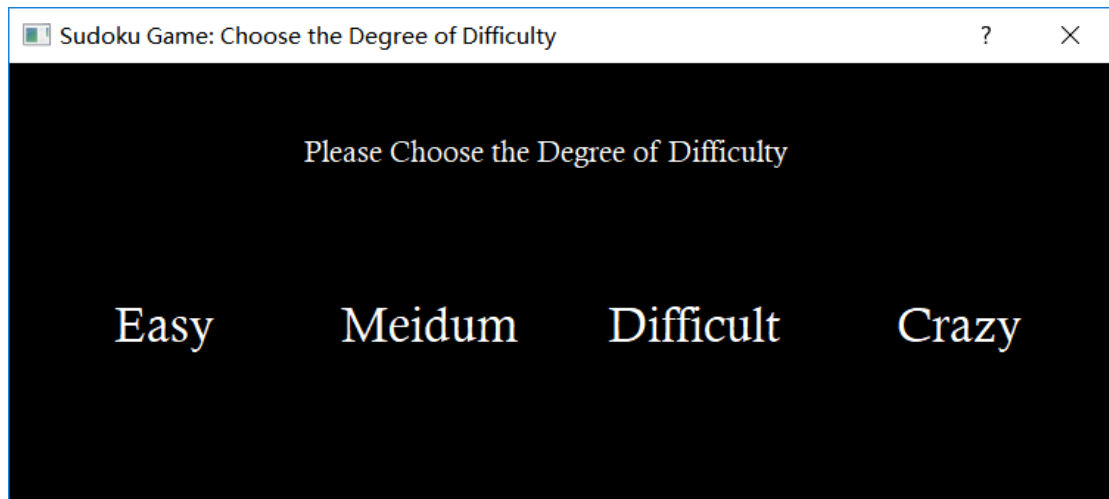 Sudoku Game: Choose the Degree of Difficulty ?
Please Choose the Degree of Difficulty
Easy Meidum Difficult Crazy